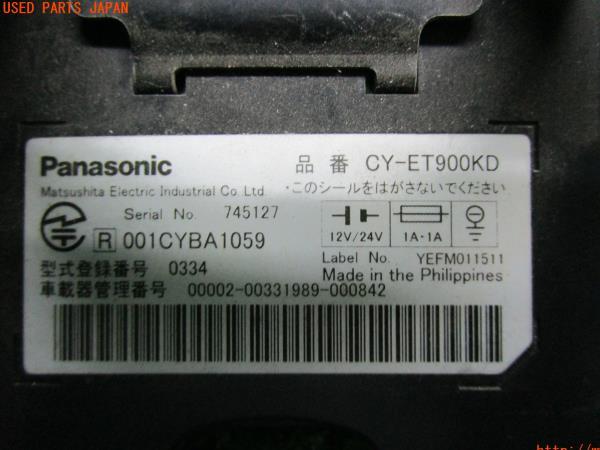 USED PARTS JAPAN
Panasonic
品番 CY-ET900KD
Matsushita Electric Industrial Co. Ltd
・このシールをはがさないでください
Serial No. 745127
R 001CYBA1059
12V/24V
1A・1A
型式登録番号 0334
Label No. YEFM011511
Made in the Philippines
車載器管理番号 00002-00331989-000842
http://m